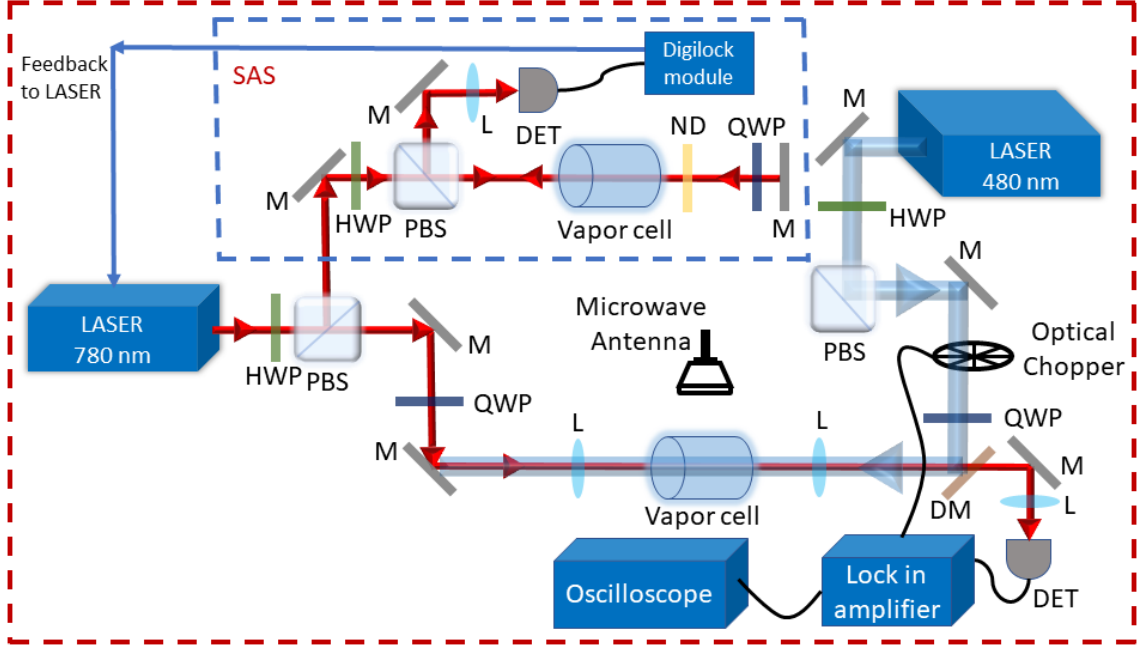 Feedback
to LASER
SAS
M
L
DET
Digilock
module
M
HWP
PBS
Vapor cell
ND
QWP
M
M
LASER
480 nm
HWP
PBS
M
LASER
780 nm
HWP
PBS
M
QWP
M
Microwave
Antenna
Optical
Chopper
QWP
L
Vapor cell
L
DM
M
L
DET
Oscilloscope
Lock in
amplifier